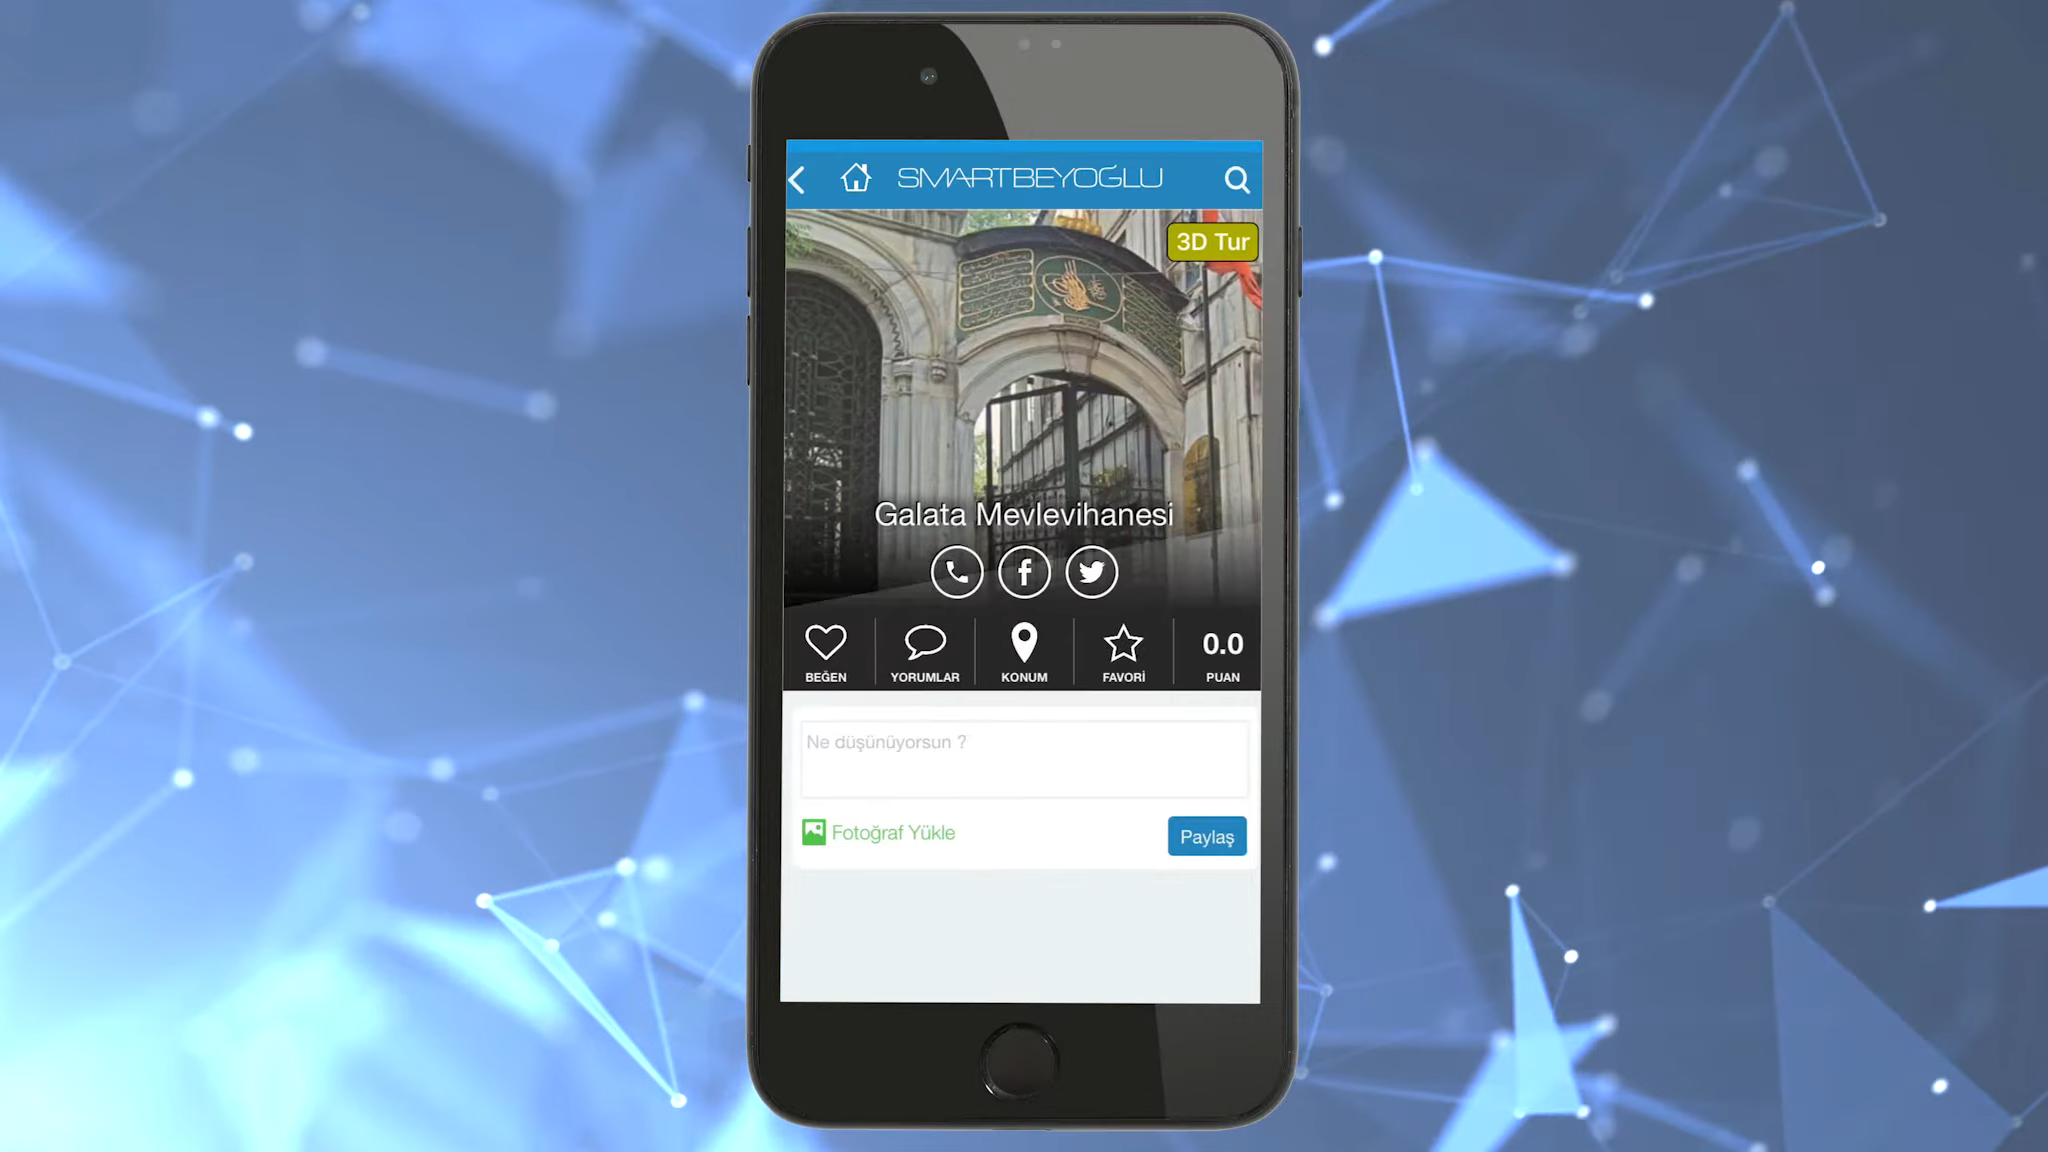 SMARTBEYOĞLU
3D Tur
Galata Mevlevihanesi
BEĞEN
YORUMLAR
KONUM
FAVORİ
0.0
PUAN
Ne düşünüyorsun ?
Fotoğraf Yükle
Paylaş